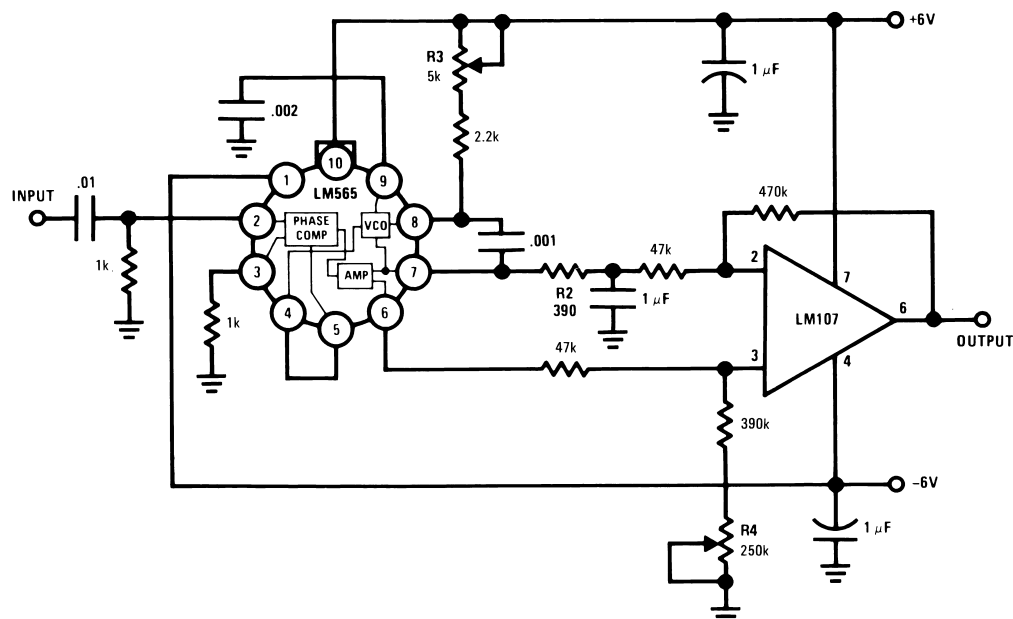 +6V
R3
5k
1 μF
.002
2.2k
10
1
9
LM565
INPUT
.01
470k
2
PHASE
COMP
VCO
8
.001
47k
2
1k
3
AMP
7
7
R2
390
1 μF
6
LM107
4
6
1k
5
OUTPUT
47k
3
4
390k
–6V
R4
250k
1 μF